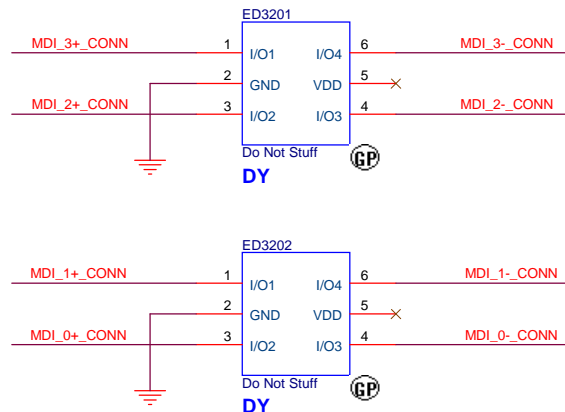 ED3201
MDI_3+_CONN 1 I/O1 I/O4 6 MDI_3-_CONN
2 GND VDD 5
MDI_2+_CONN 3 I/O2 I/O3 4 MDI_2-_CONN
Do Not Stuff GP
DY
ED3202
MDI_1+_CONN 1 I/O1 I/O4 6 MDI_1-_CONN
2 GND VDD 5
MDI_0+_CONN 3 I/O2 I/O3 4 MDI_0-_CONN
Do Not Stuff GP
DY